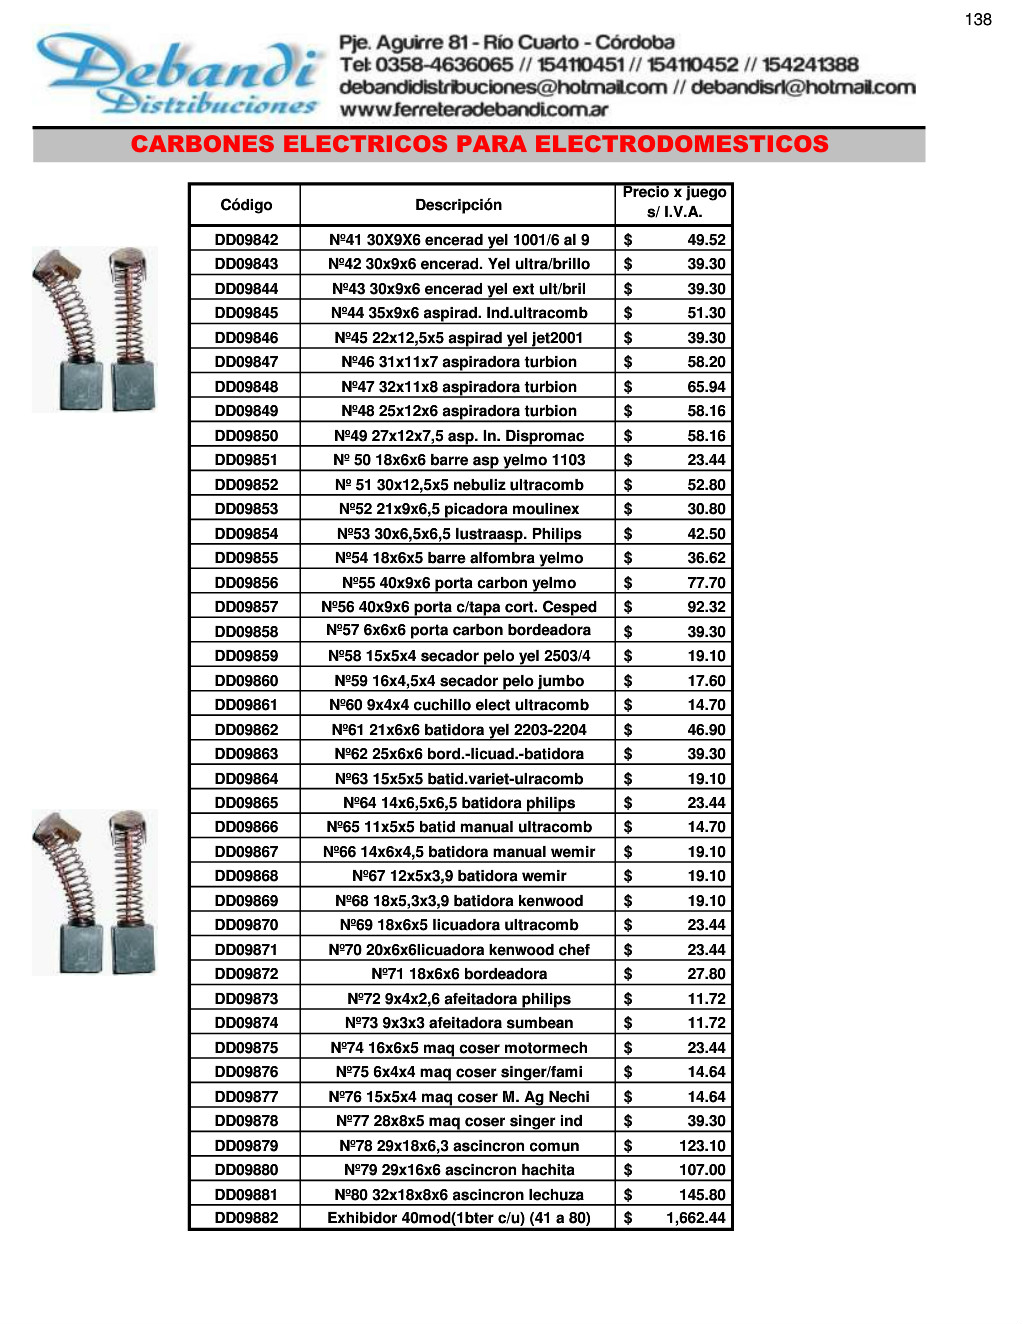 138
Debandi
Distribuciones
Pje. Aguirre 81 - Río Cuarto - Córdoba
Tel: 0358-4636065 // 154110451 // 154110452 // 154241388
debandidistribuciones@hotmail.com // debandisrl@hotmail.com
www.ferreteradebandi.com.ar
CARBONES ELECTRICOS PARA ELECTRODOMESTICOS
Código Descripción Precio x juego s/ I.V.A.
DD09842 Nº41 30X9X6 encerad yel 1001/6 al 9 $ 49.52
DD09843 Nº42 30x9x6 encerad. Yel ultra/brillo $ 39.30
DD09844 Nº43 30x9x6 encerad yel ext ult/bril $ 39.30
DD09845 Nº44 35x9x6 aspirad. Ind.ultracomb $ 51.30
DD09846 Nº45 22x12,5x5 aspirad yel jet2001 $ 39.30
DD09847 Nº46 31x11x7 aspiradora turbion $ 58.20
DD09848 Nº47 32x11x8 aspiradora turbion $ 65.94
DD09849 Nº48 25x12x6 aspiradora turbion $ 58.16
DD09850 Nº49 27x12x7,5 asp. In. Dispromac $ 58.16
DD09851 Nº 50 18x6x6 barre asp yelmo 1103 $ 23.44
DD09852 Nº 51 30x12,5x5 nebuliz ultracomb $ 52.80
DD09853 Nº52 21x9x6,5 picadora moulinex $ 30.80
DD09854 Nº53 30x6,5x6,5 lustraasp. Philips $ 42.50
DD09855 Nº54 18x6x5 barre alfombra yelmo $ 36.62
DD09856 Nº55 40x9x6 porta carbon yelmo $ 77.70
DD09857 Nº56 40x9x6 porta c/tapa cort. Cesped $ 92.32
DD09858 Nº57 6x6x6 porta carbon bordeadora $ 39.30
DD09859 Nº58 15x5x4 secador pelo yel 2503/4 $ 19.10
DD09860 Nº59 16x4,5x4 secador pelo jumbo $ 17.60
DD09861 Nº60 9x4x4 cuchillo elect ultracomb $ 14.70
DD09862 Nº61 21x6x6 batidora yel 2203-2204 $ 46.90
DD09863 Nº62 25x6x6 bord.-licuad.-batidora $ 39.30
DD09864 Nº63 15x5x5 batid.variet-ulracomb $ 19.10
DD09865 Nº64 14x6,5x6,5 batidora philips $ 23.44
DD09866 Nº65 11x5x5 batid manual ultracomb $ 14.70
DD09867 Nº66 14x6x4,5 batidora manual wemir $ 19.10
DD09868 Nº67 12x5x3,9 batidora wemir $ 19.10
DD09869 Nº68 18x5,3x3,9 batidora kenwood $ 19.10
DD09870 Nº69 18x6x5 licuadora ultracomb $ 23.44
DD09871 Nº70 20x6x6licuadora kenwood chef $ 23.44
DD09872 Nº71 18x6x6 bordeadora $ 27.80
DD09873 Nº72 9x4x2,6 afeitadora philips $ 11.72
DD09874 Nº73 9x3x3 afeitadora sumbean $ 11.72
DD09875 Nº74 16x6x5 maq coser motormech $ 23.44
DD09876 Nº75 6x4x4 maq coser singer/fami $ 14.64
DD09877 Nº76 15x5x4 maq coser M. Ag Nechi $ 14.64
DD09878 Nº77 28x8x5 maq coser singer ind $ 39.30
DD09879 Nº78 29x18x6,3 ascincron comun $ 123.10
DD09880 Nº79 29x16x6 ascincron hachita $ 107.00
DD09881 Nº80 32x18x8x6 ascincron lechuza $ 145.80
DD09882 Exhibidor 40mod(1bter c/u) (41 a 80) $ 1,662.44